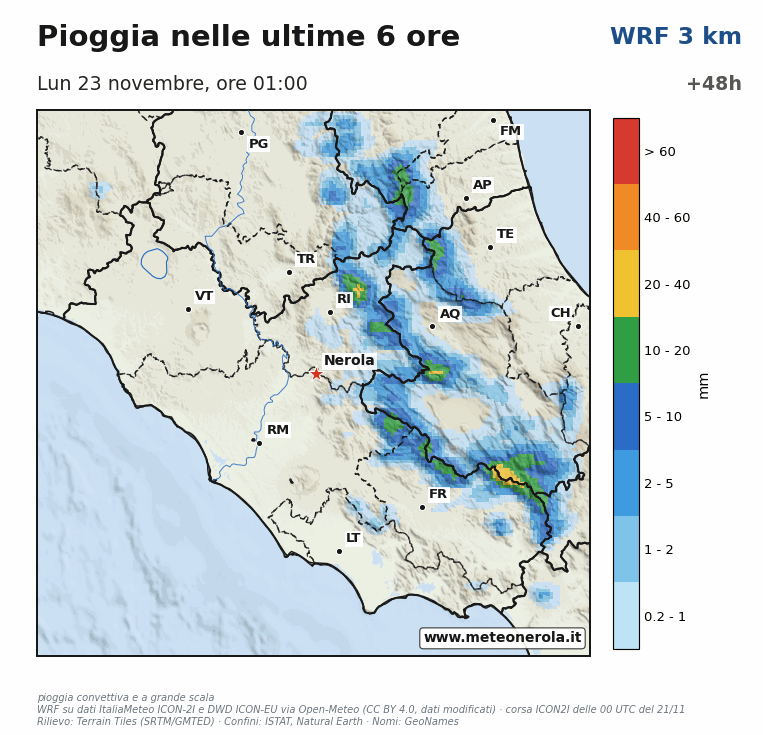 Pioggia nelle ultime 6 ore
WRF 3 km
Lun 23 novembre, ore 01:00
+48h
FM
PG
AP
TE
TR
VT
RI
AQ
CH
Nerola
RM
FR
LT
www.meteonerola.it
> 60
40 - 60
20 - 40
10 - 20
5 - 10
2 - 5
1 - 2
0.2 - 1
mm
pioggia convettiva e a grande scala
WRF su dati ItaliaMeteo ICON-2I e DWD ICON-EU via Open-Meteo (CC BY 4.0, dati modificati) · corsa ICON2I delle 00 UTC del 21/11
Rilievo: Terrain Tiles (SRTM/GMTED) · Confini: ISTAT, Natural Earth · Nomi: GeoNames